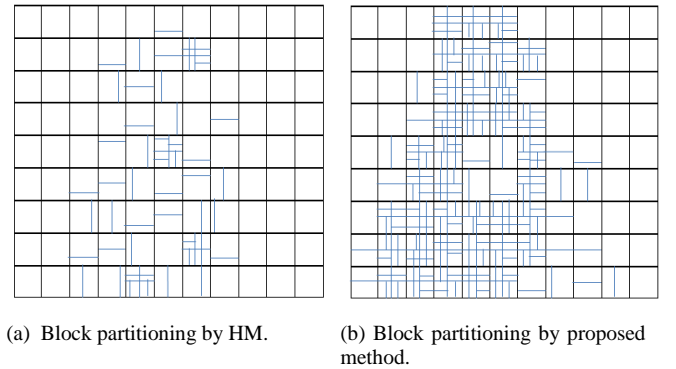 (a) Block partitioning by HM.
(b) Block partitioning by proposed
method.